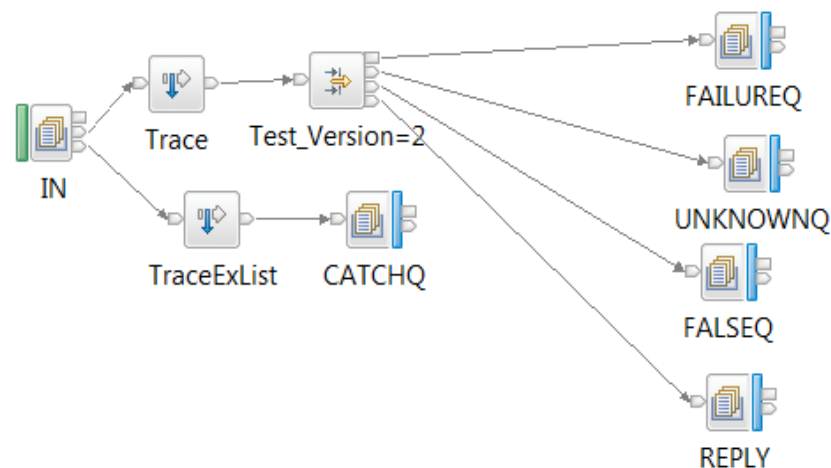 FAILUREQ
Trace
Test_Version=2
IN
UNKNOWNQ
TraceExList
CATCHQ
FALSEQ
REPLY